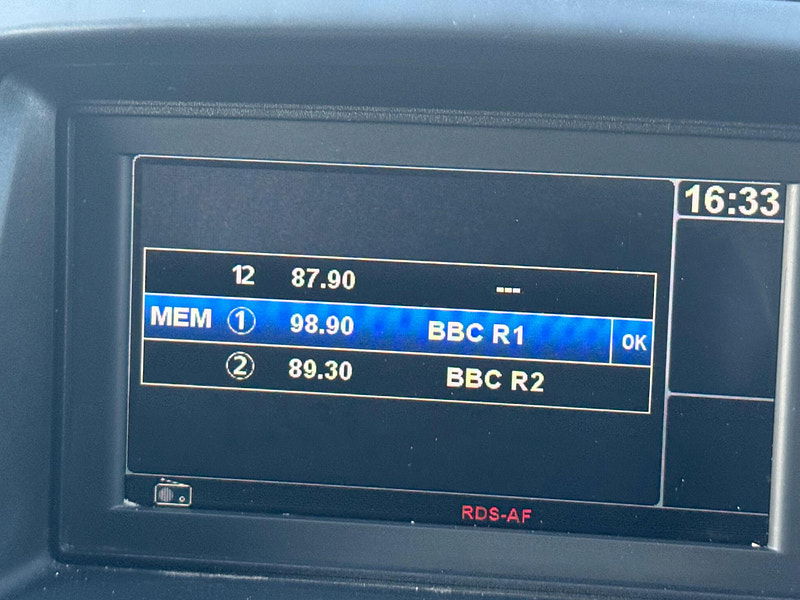 16:33
12 87.90 ---
MEM ① 98.90 BBC R1 OK
② 89.30 BBC R2
RDS-AF